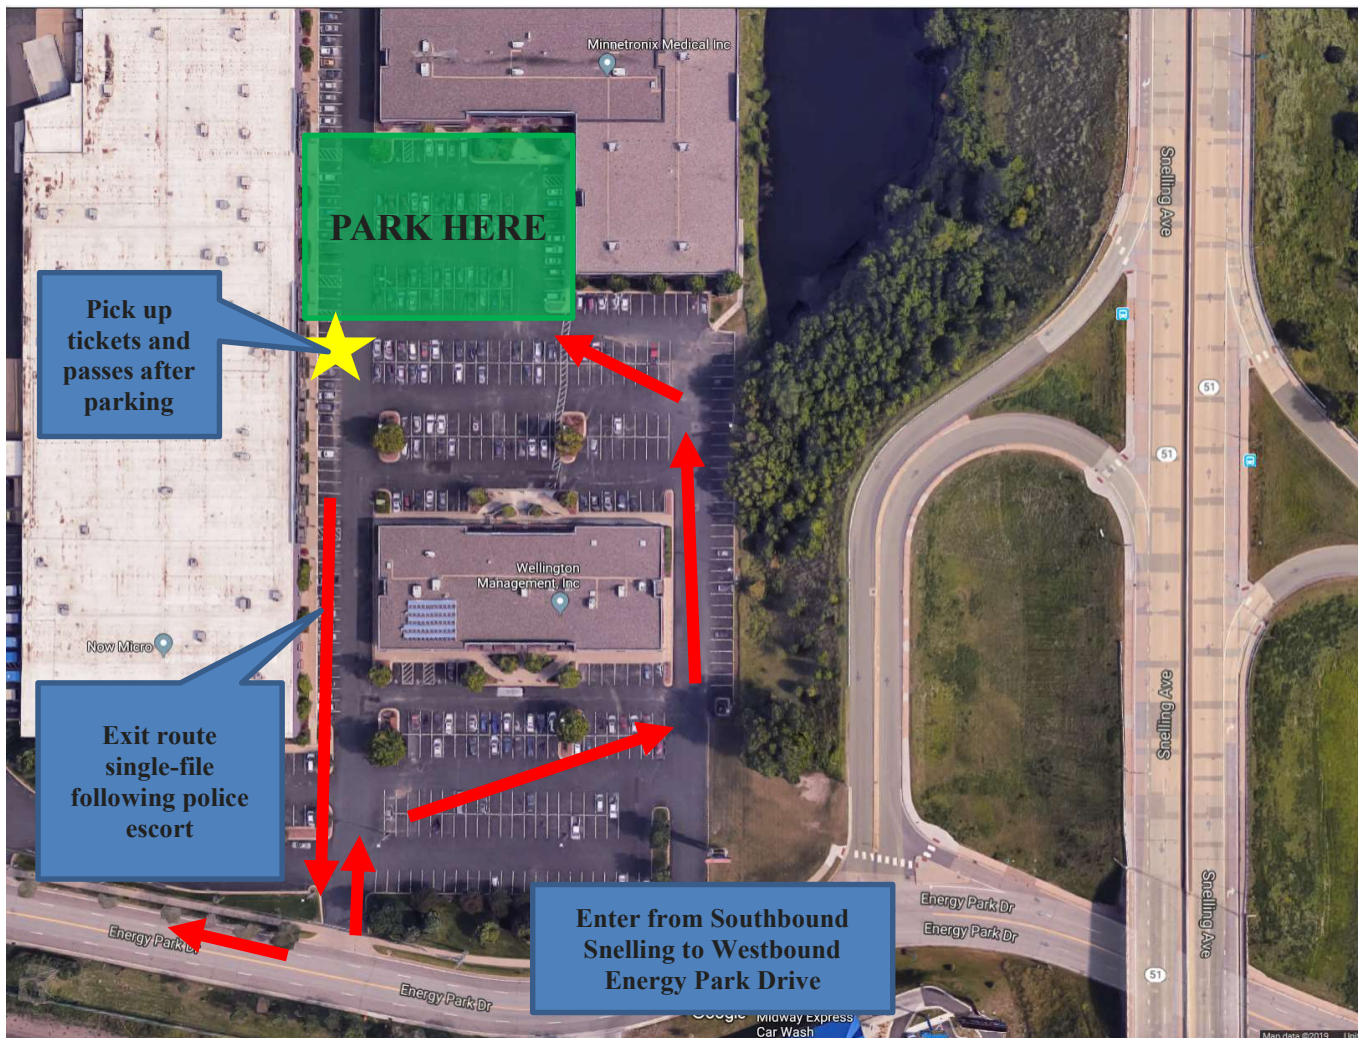 Minnetronix Medical Inc
PARK HERE
Pick up
tickets and
passes after
parking
Snelling Ave
51
51
Wellington
Management, Inc
Now Micro
Exit route
single-file
following police
escort
Snelling Ave
Snelling Ave
Enter from Southbound
Snelling to Westbound
Energy Park Drive
Energy Park Dr
Energy Park Dr
Energy Park Dr
Energy Park Dr
51
Google
Midway Express
Car Wash
Map data ©2019